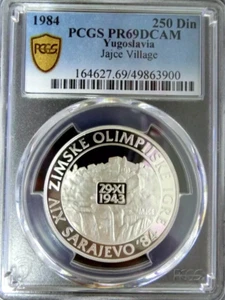 PCGS
1984 250 Din
PCGS PR69DCAM
Yugoslavia
Jajce Village
164627.69/49863900
XIV ZIMSKE OLIMPIJSKE IGRE
29·XI
1943
SARAJEVO